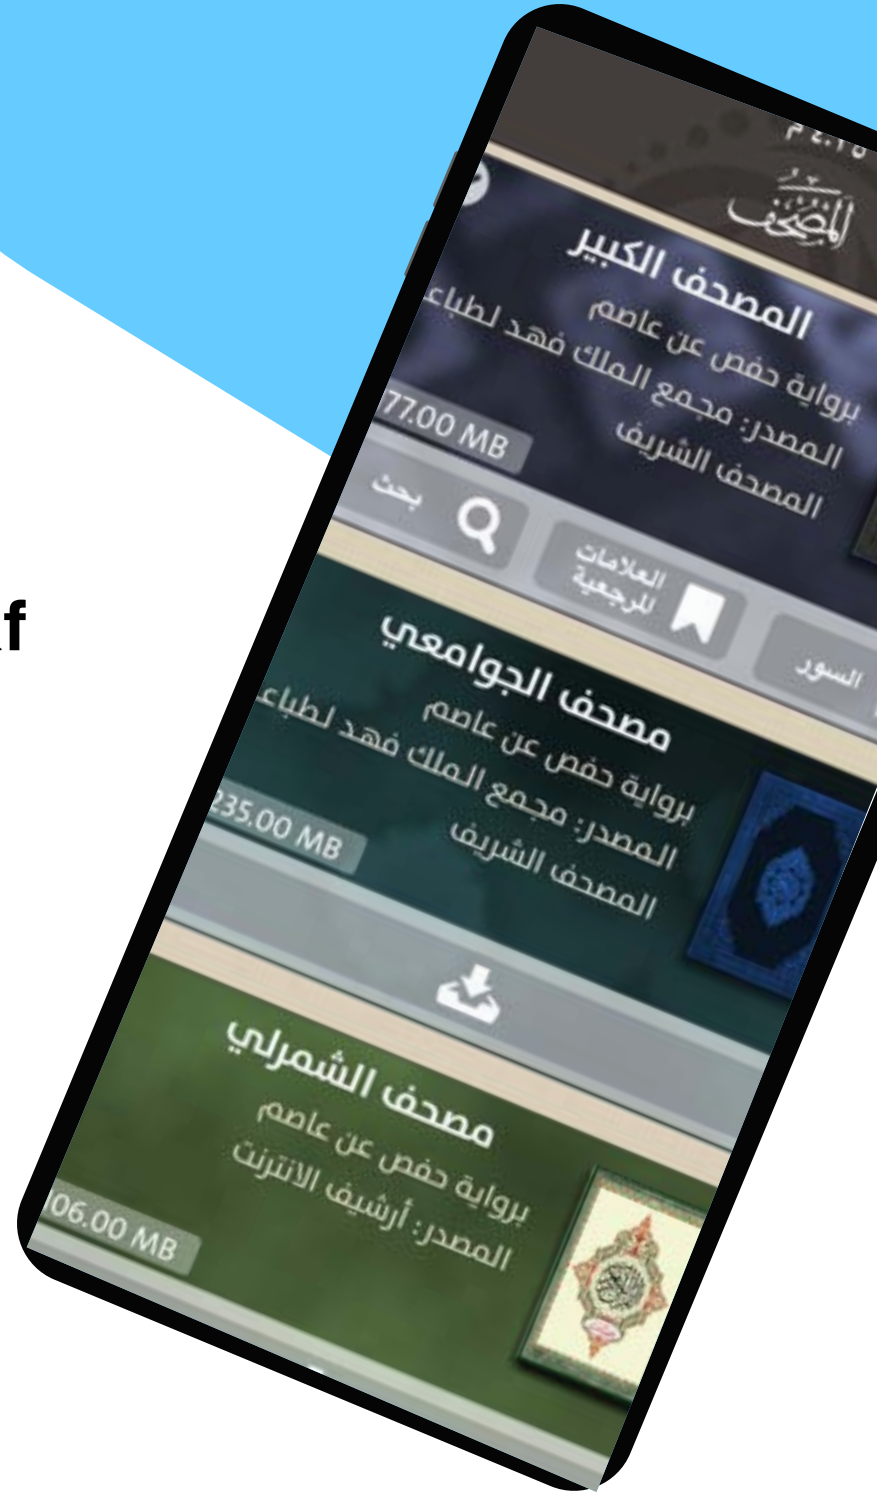 ٤:١٥ م
المصحف
المصحف الكبير
برواية حفص عن عاصم
المصدر: مجمع الملك فهد لطباع
المصحف الشريف
77.00 MB
السور
العلامات
المرجعية
بحث
مصحف الجوامعي
برواية حفص عن عاصم
المصدر: مجمع الملك فهد لطباع
المصحف الشريف
235.00 MB
مصحف الشمرلي
برواية حفص عن عاصم
المصدر: أرشيف الانترنت
06.00 MB
f